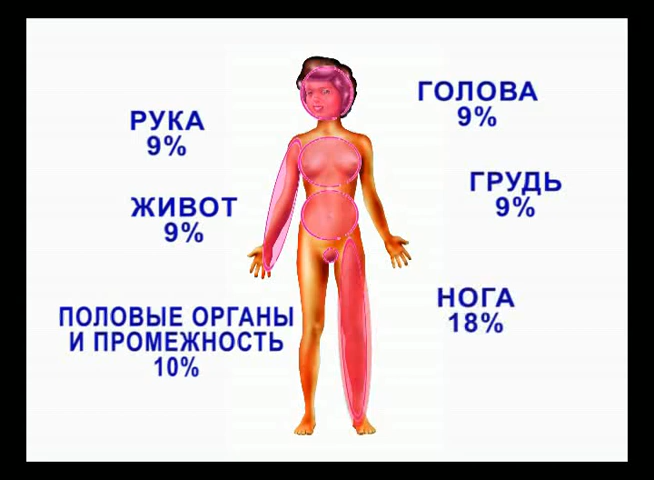 ГОЛОВА
9%
РУКА
9%
ГРУДЬ
9%
ЖИВОТ
9%
НОГА
18%
ПОЛОВЫЕ ОРГАНЫ
И ПРОМЕЖНОСТЬ
10%